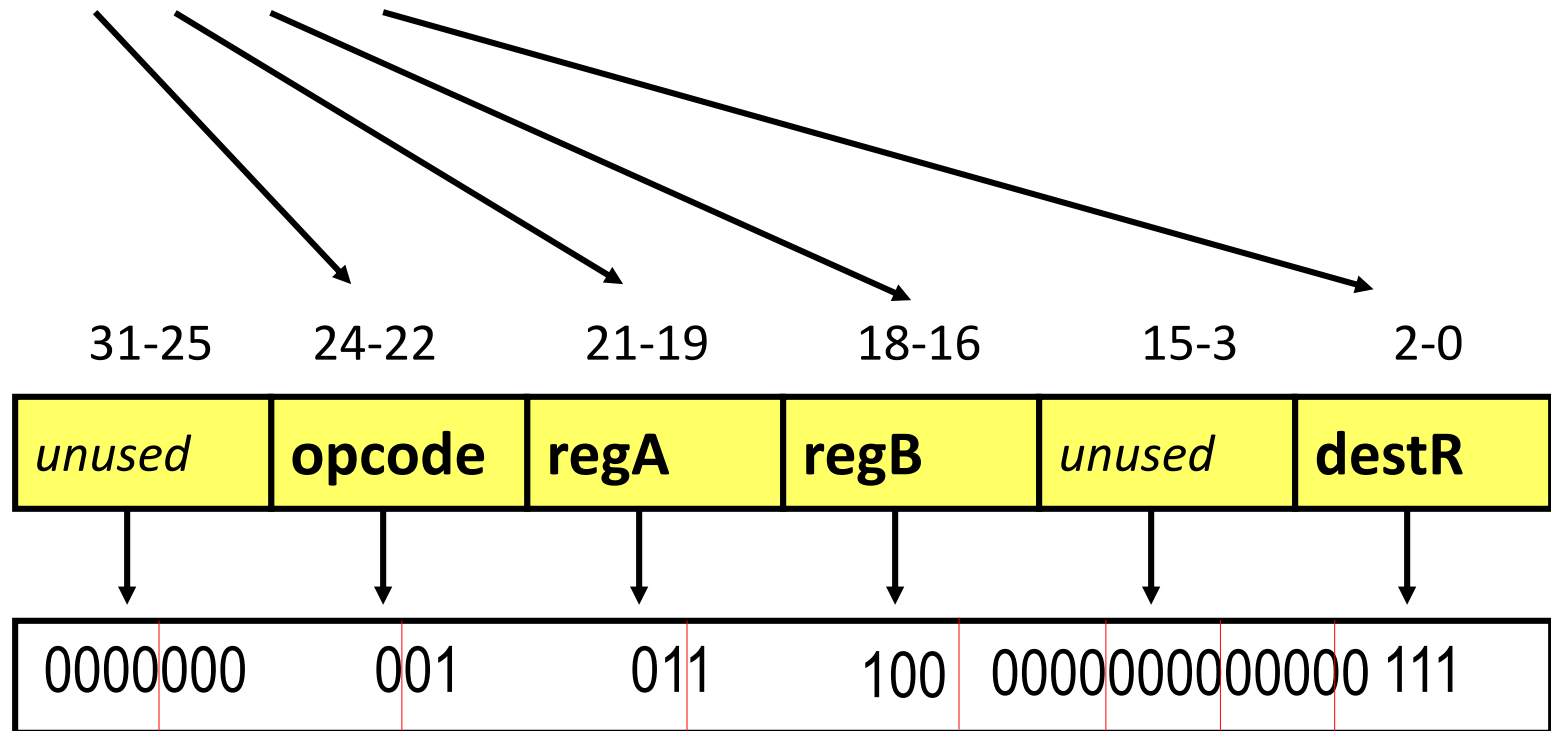 31-25 24-22 21-19 18-16 15-3 2-0
unused opcode regA regB unused destR
0000000 001 011 100 0000000000000 111